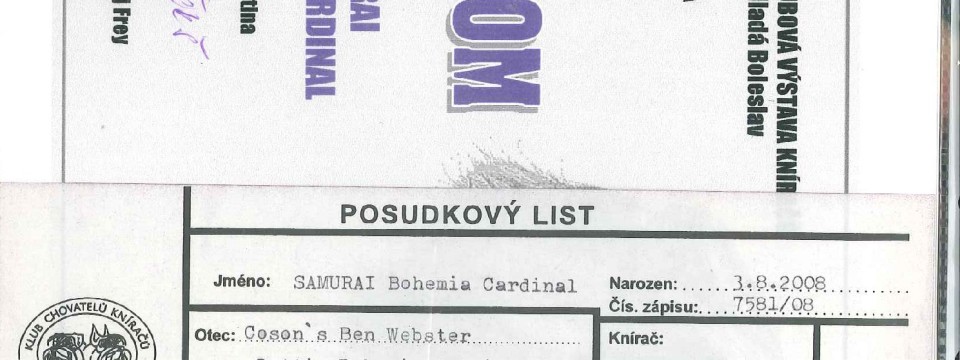 BOVÁ VÝSTAVA KNÍR
ladá Boleslav
OM
RAI
RDINAL
tina
Frey
POSUDKOVÝ LIST
Jméno: SAMURAI Bohemia Cardinal
Narozen: 3.8.2008
Čís. zápisu: 7581/08
KLUB CHOVATELŮ KNÍRAČŮ
Otec: Coson's Ben Webster
Knírač: